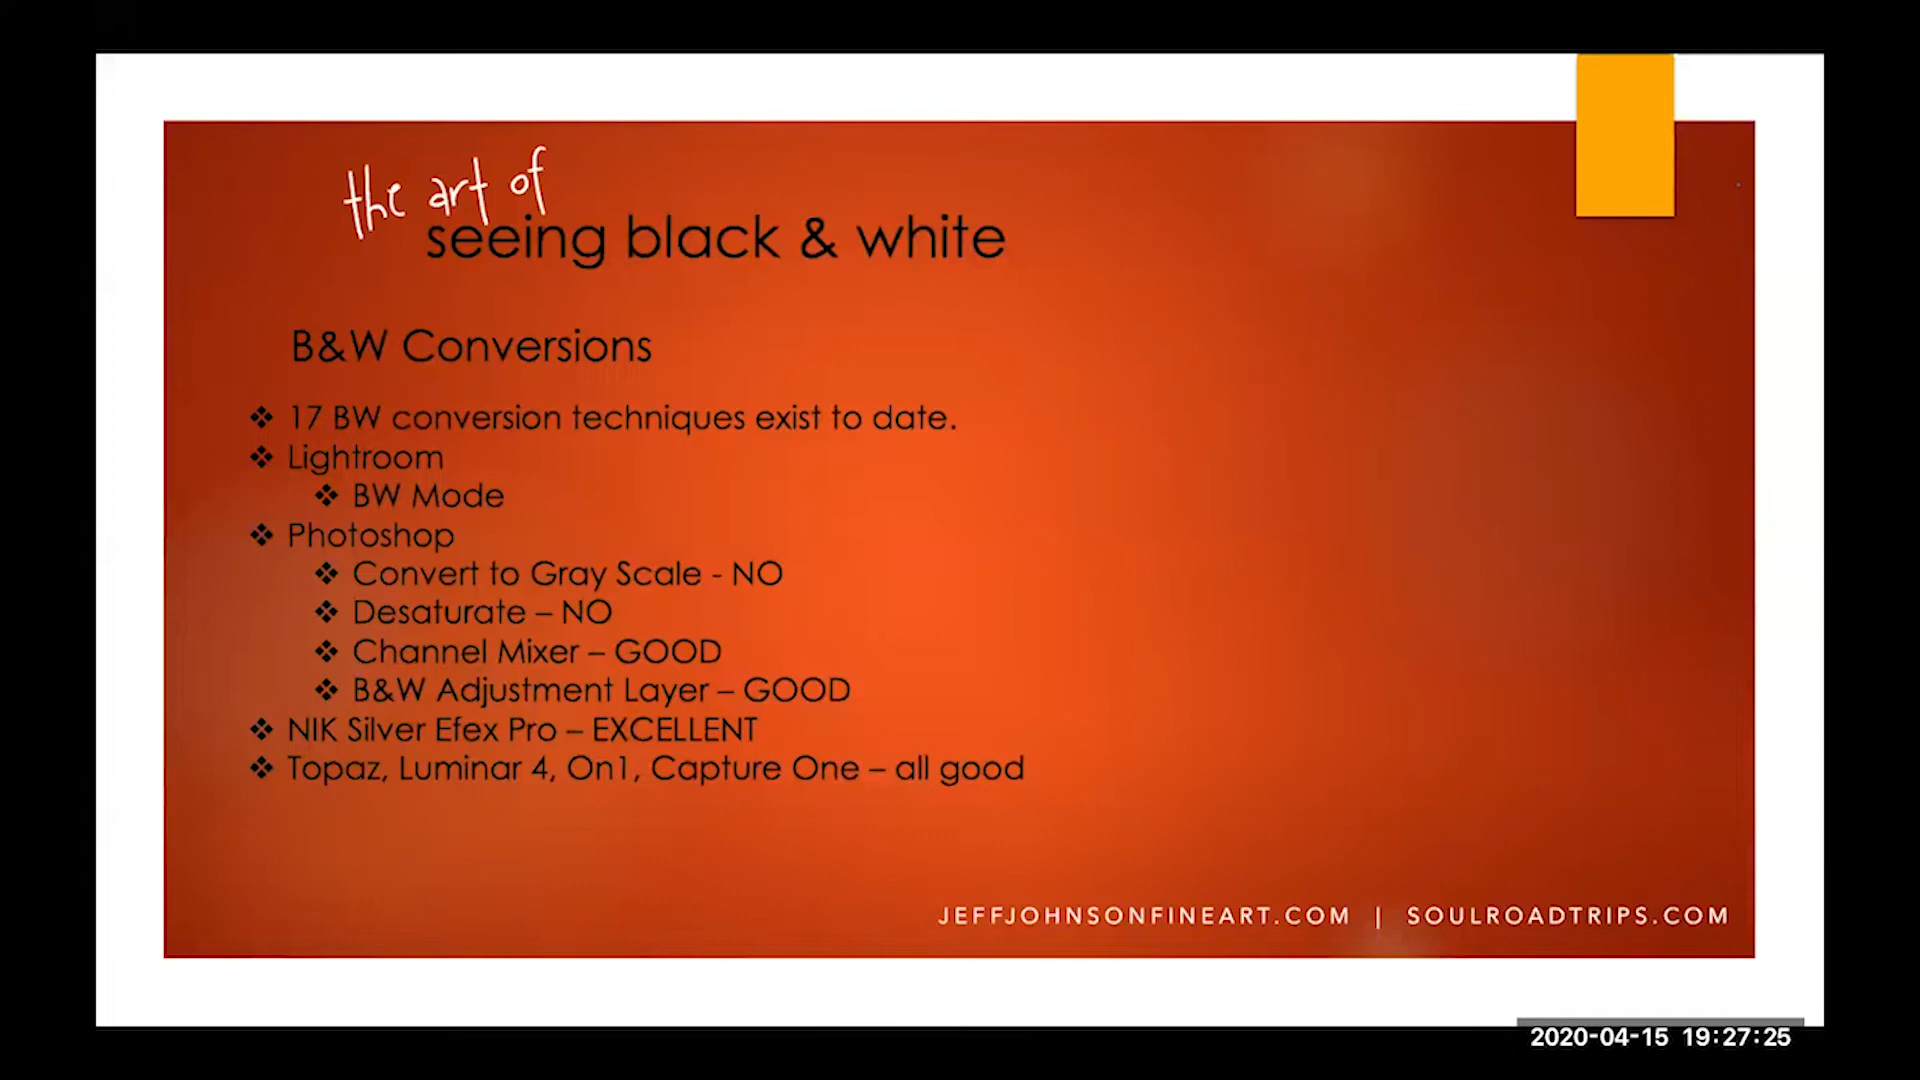 the art of
seeing black & white
B&W Conversions
❖ 17 BW conversion techniques exist to date.
❖ Lightroom
❖ BW Mode
❖ Photoshop
❖ Convert to Gray Scale - NO
❖ Desaturate – NO
❖ Channel Mixer – GOOD
❖ B&W Adjustment Layer – GOOD
❖ NIK Silver Efex Pro – EXCELLENT
❖ Topaz, Luminar 4, On1, Capture One – all good
JEFFJOHNSONFINEART.COM | SOULROADTRIPS.COM
2020-04-15 19:27:25